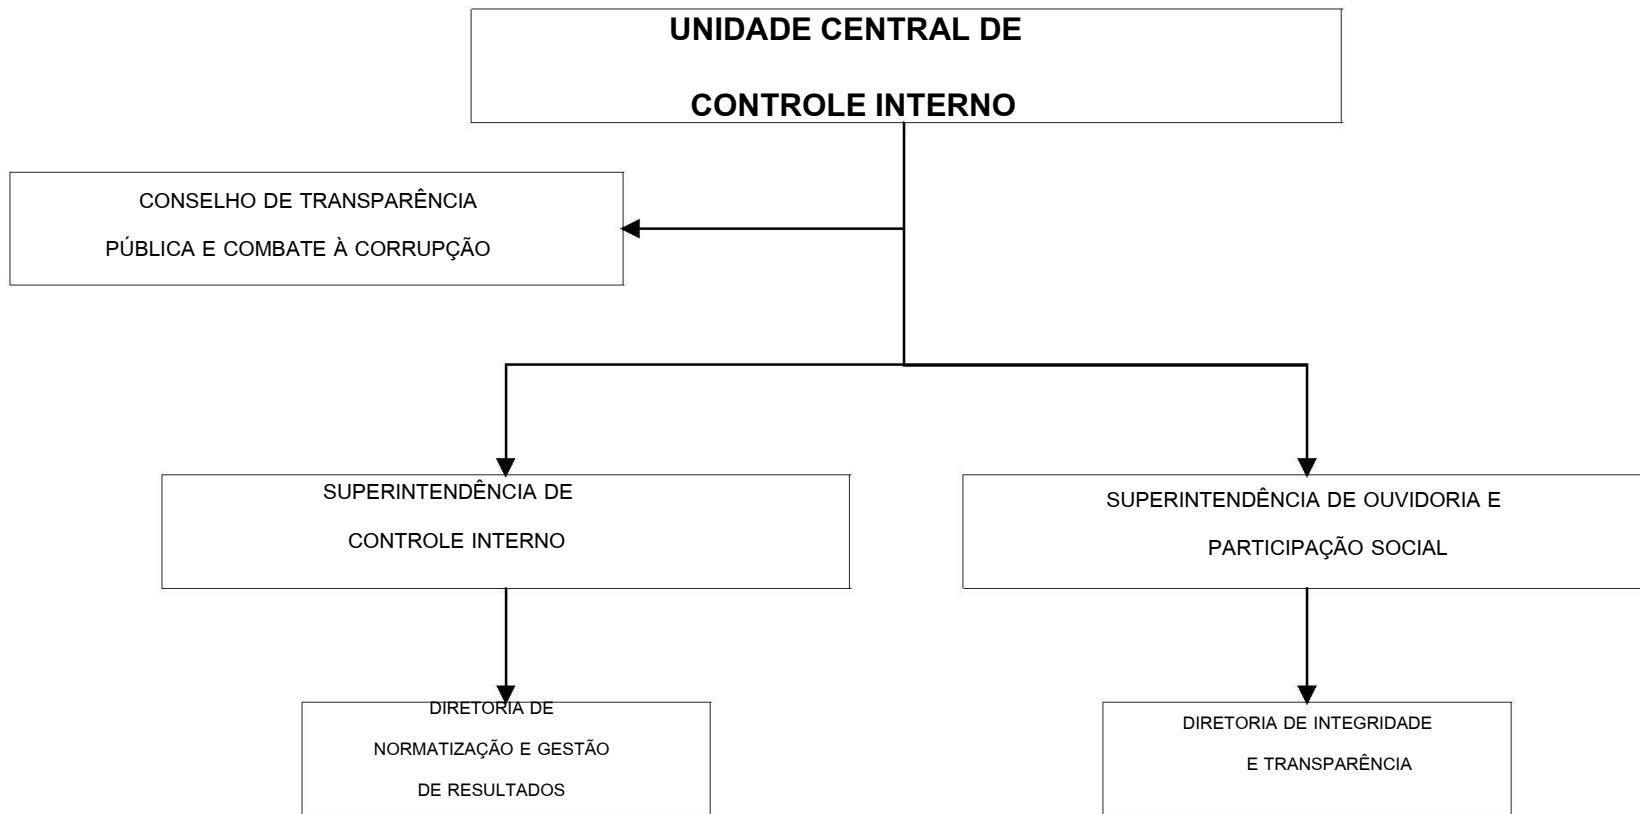 UNIDADE CENTRAL DE
CONTROLE INTERNO
CONSELHO DE TRANSPARÊNCIA
PÚBLICA E COMBATE À CORRUPÇÃO
SUPERINTENDÊNCIA DE
CONTROLE INTERNO
SUPERINTENDÊNCIA DE OUVIDORIA E
PARTICIPAÇÃO SOCIAL
DIRETORIA DE
NORMATIZAÇÃO E GESTÃO
DE RESULTADOS
DIRETORIA DE INTEGRIDADE
E TRANSPARÊNCIA